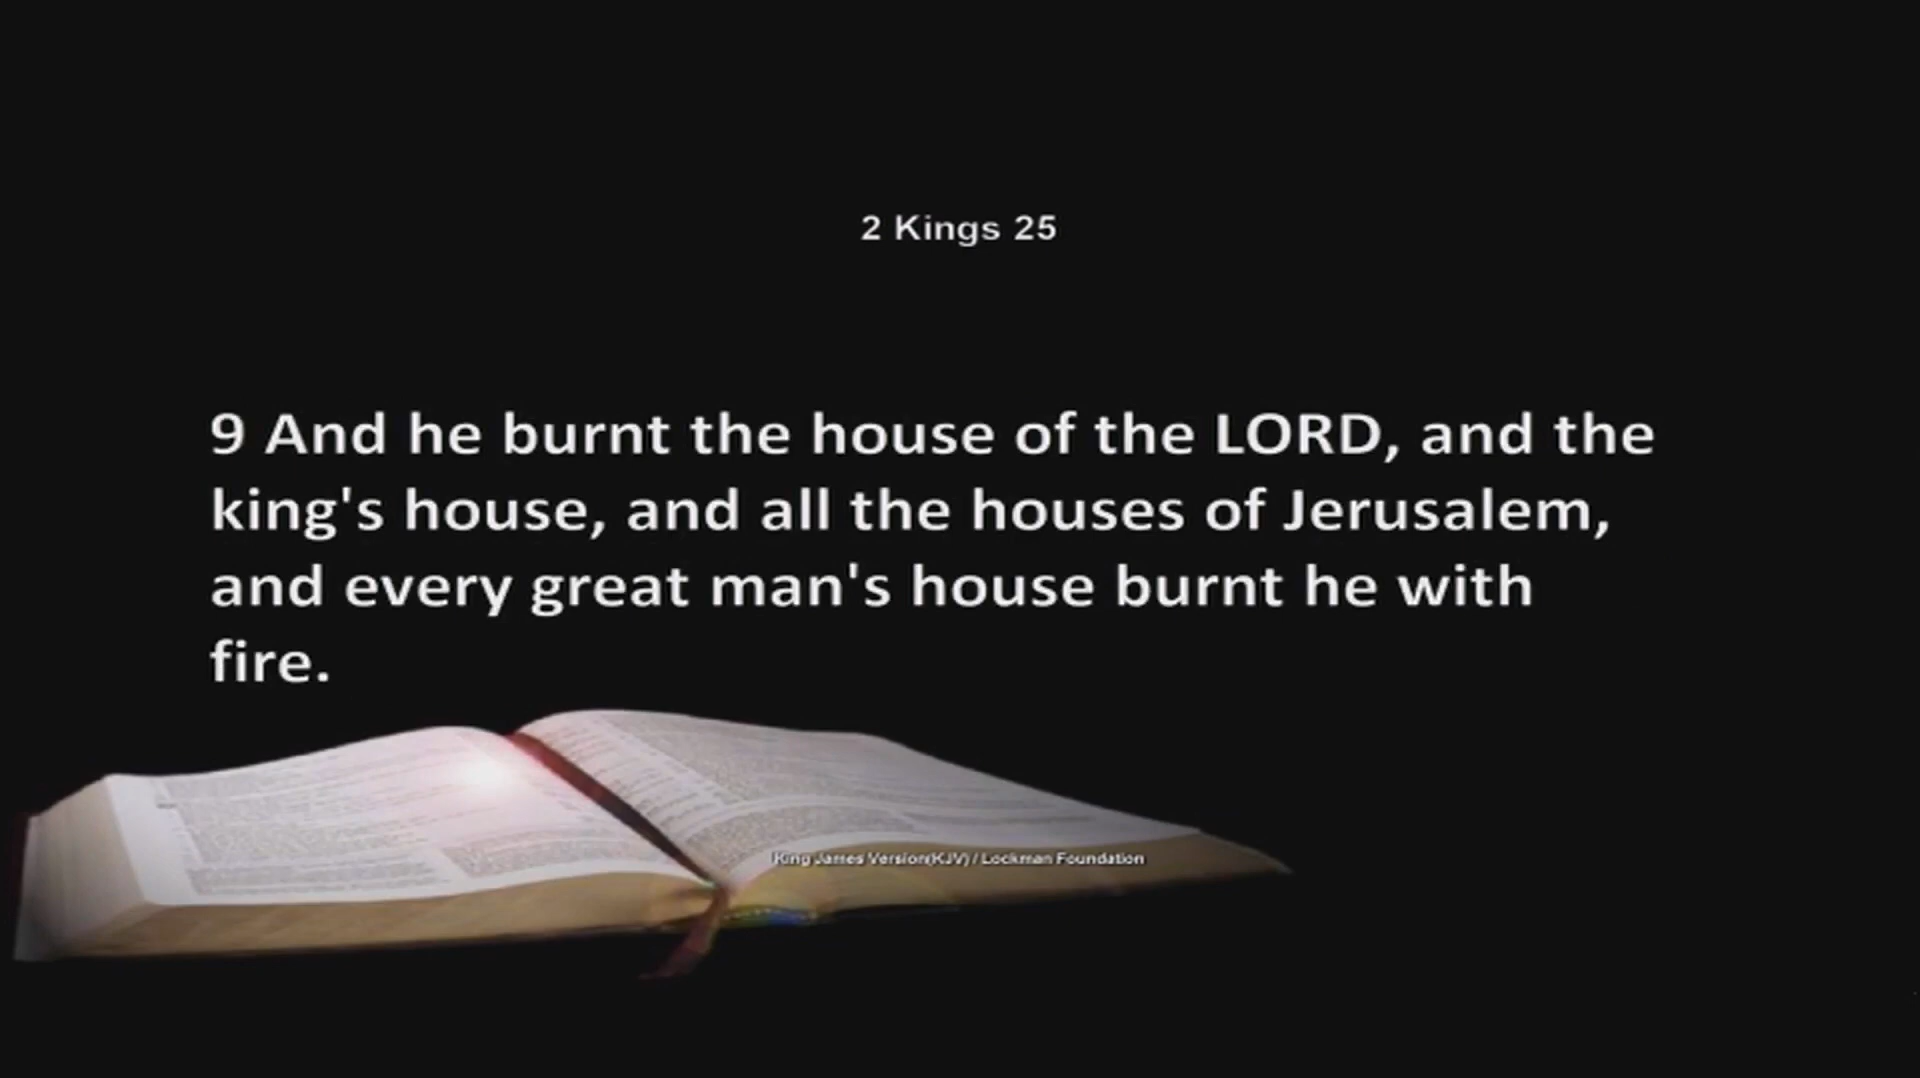 2 Kings 25
9 And he burnt the house of the LORD, and the
king's house, and all the houses of Jerusalem,
and every great man's house burnt he with
fire.
King James Version(KJV) / Lockman Foundation